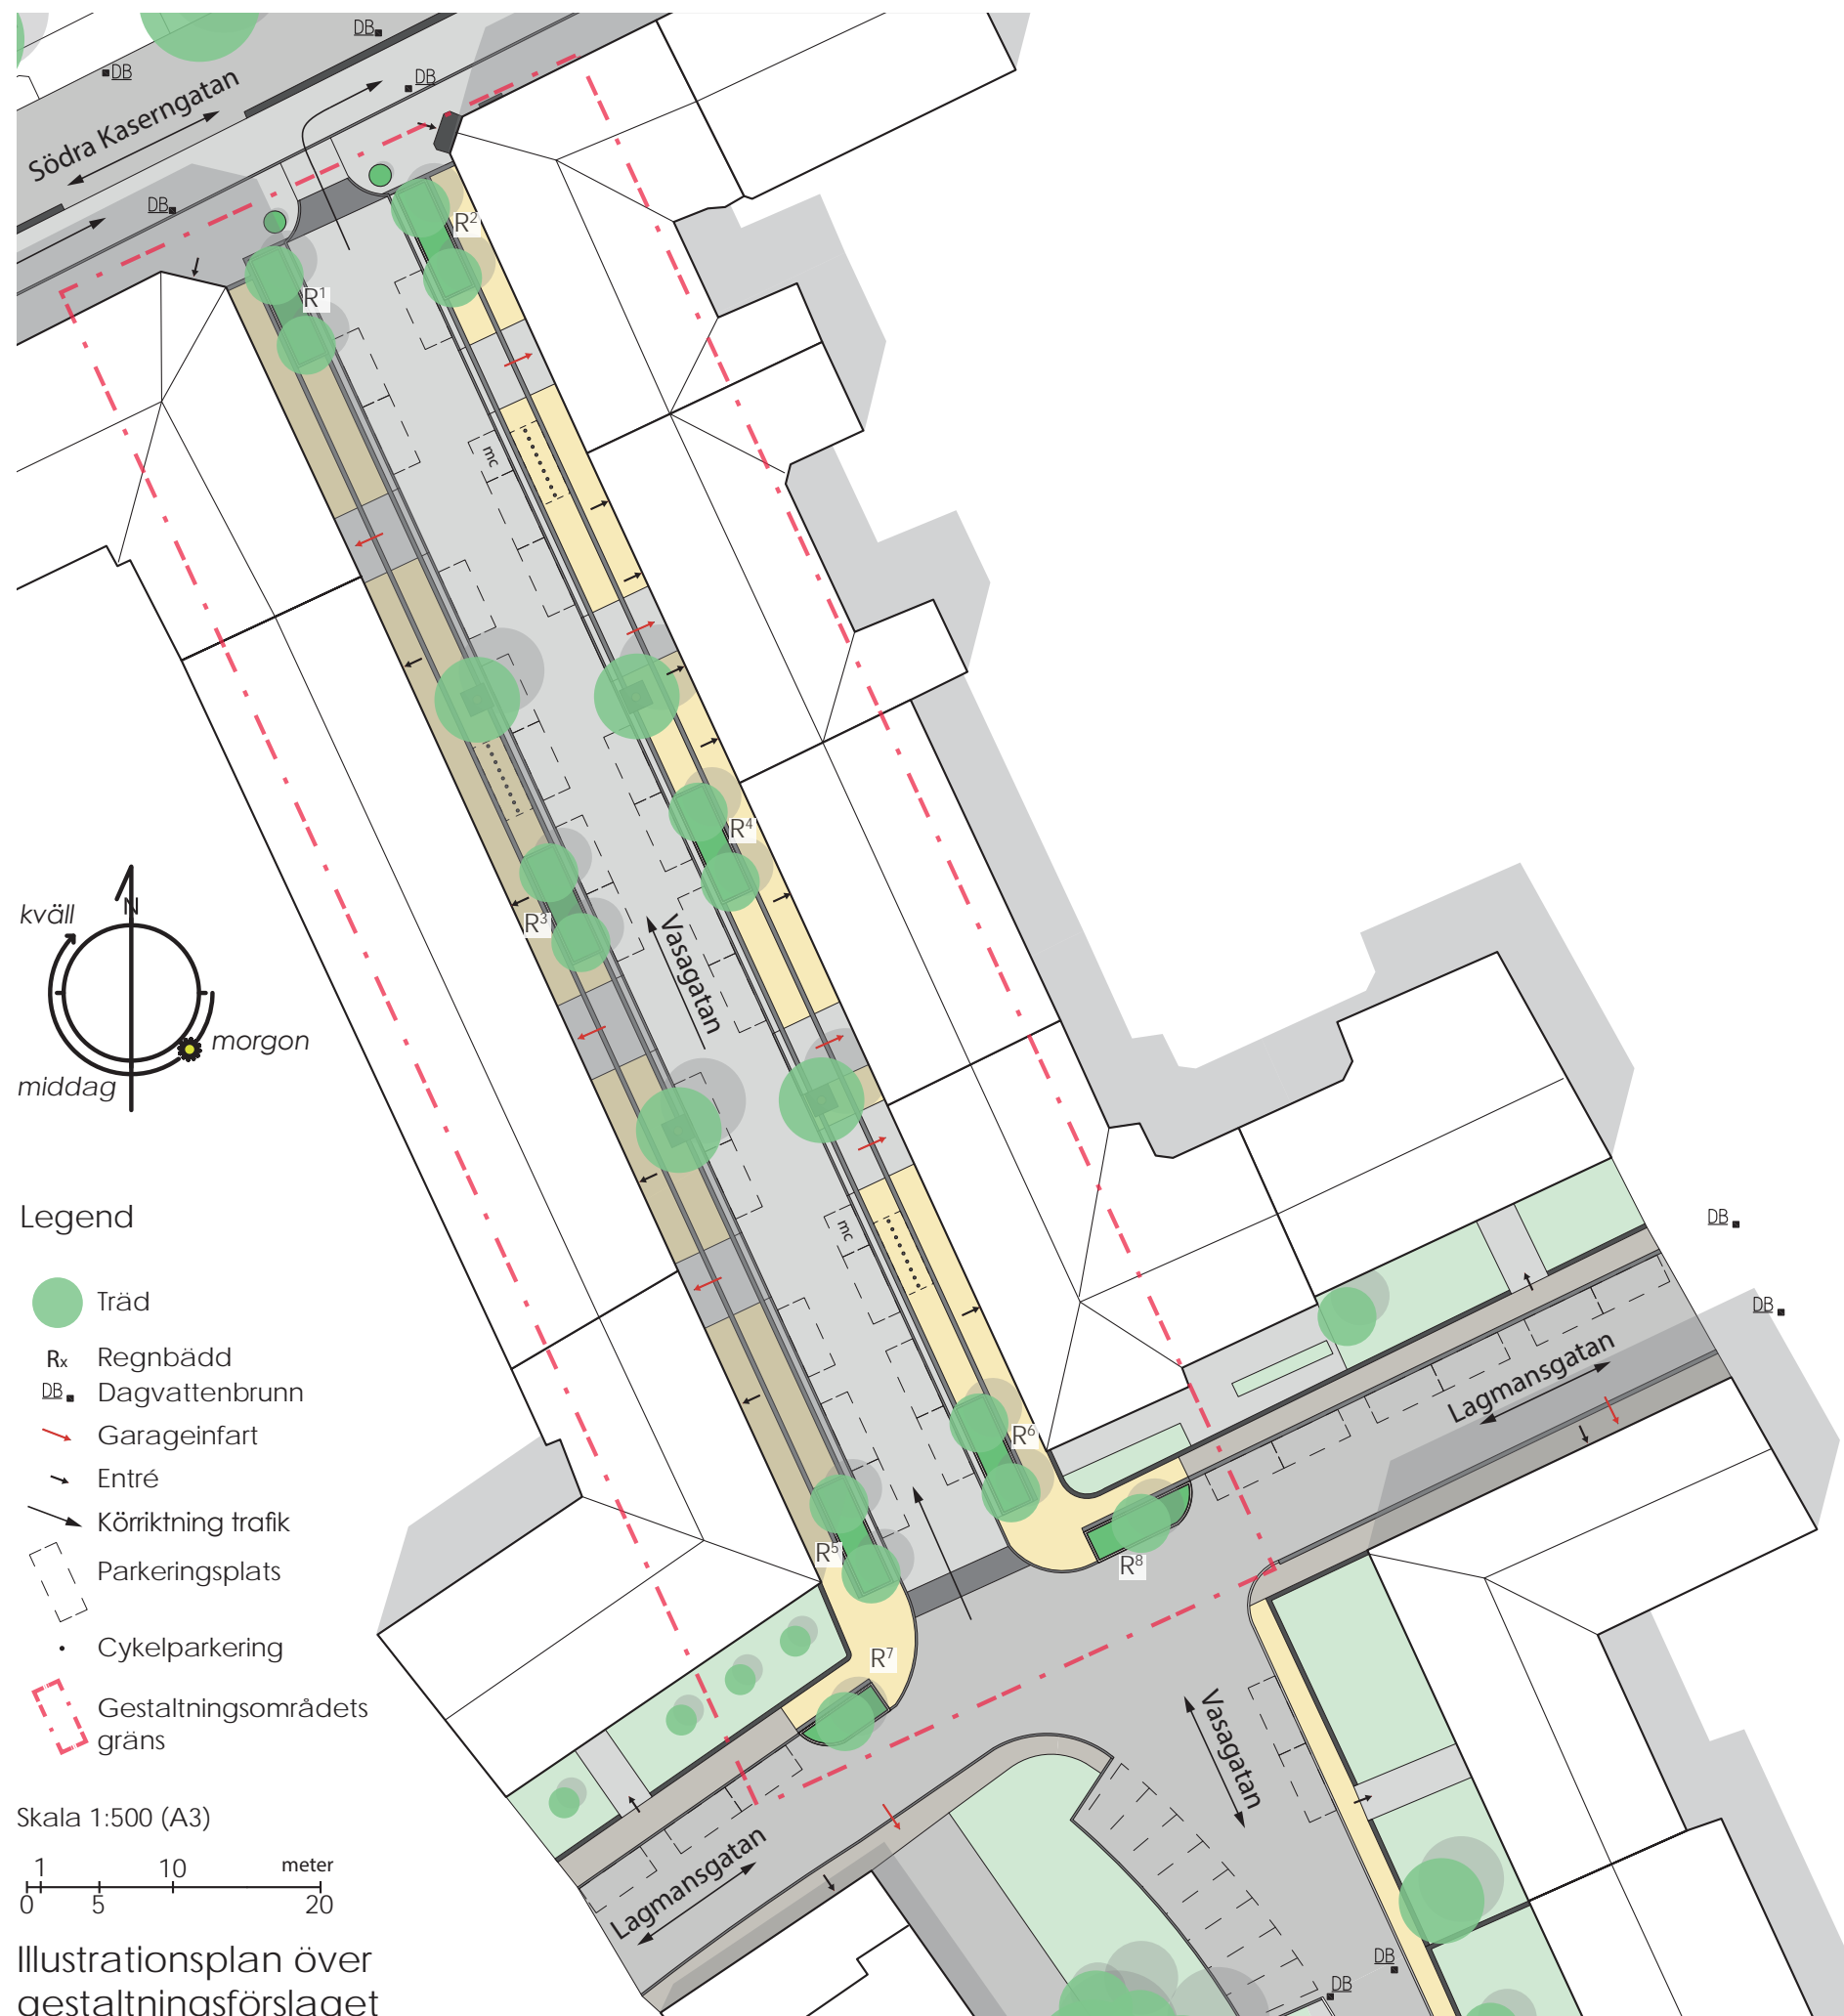 DB
DB
DB
DB
Södra Kaserngatan
R²
R¹
mc
R⁴
R³
Vasagatan
N
kväll
morgon
middag
mc
DB
DB
Lagmansgatan
R⁶
R⁵
R⁸
R⁷
Vasagatan
Lagmansgatan
DB
DB
Legend
Träd
Rx Regnbädd
DB Dagvattenbrunn
Garageinfart
Entré
Körriktning trafik
Parkeringsplats
Cykelparkering
Gestaltningsområdets
gräns
Skala 1:500 (A3)
1 10 meter
0 5 20
Illustrationsplan över
gestaltningsförslaget